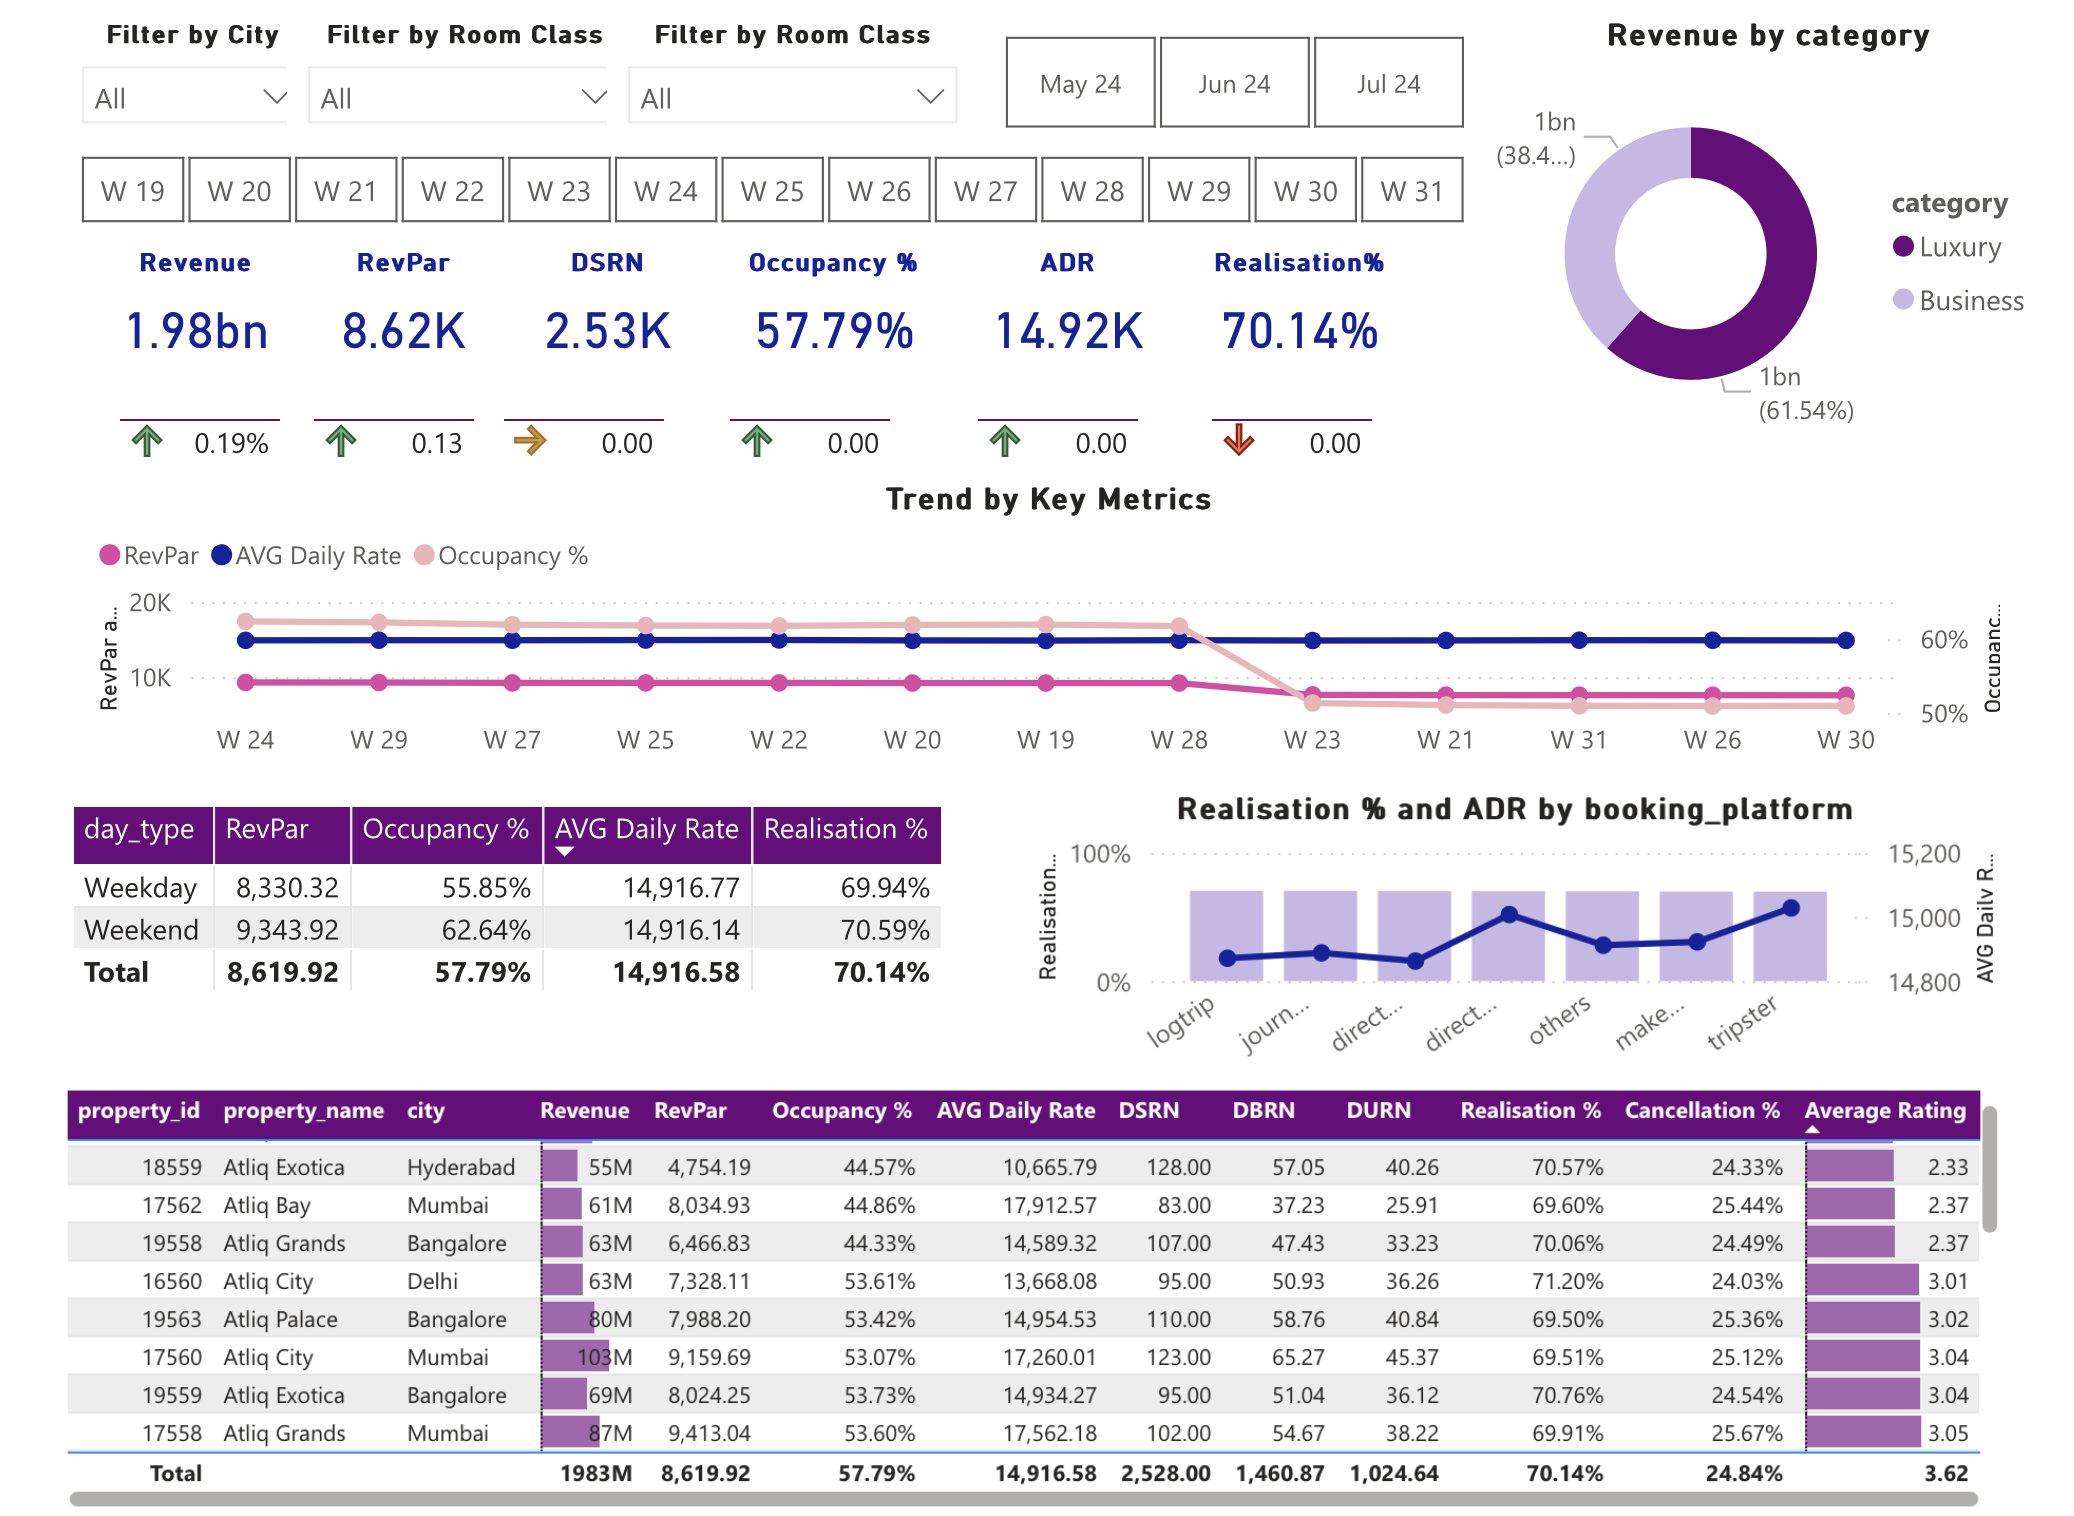 Filter by City
Filter by Room Class
Filter by Room Class
All
All
All
May 24
Jun 24
Jul 24
W 19
W 20
W 21
W 22
W 23
W 24
W 25
W 26
W 27
W 28
W 29
W 30
W 31
Revenue by category
1bn
(38.4...)
1bn
(61.54%)
category
Luxury
Business
Revenue
RevPar
DSRN
Occupancy %
ADR
Realisation%
1.98bn
8.62K
2.53K
57.79%
14.92K
70.14%
0.19%
0.13
0.00
0.00
0.00
0.00
Trend by Key Metrics
RevPar
AVG Daily Rate
Occupancy %
RevPar a...
20K
10K
60%
50%
Occupanc...
W 24
W 29
W 27
W 25
W 22
W 20
W 19
W 28
W 23
W 21
W 31
W 26
W 30
day_type RevPar Occupancy % AVG Daily Rate Realisation %
Weekday 8,330.32 55.85% 14,916.77 69.94%
Weekend 9,343.92 62.64% 14,916.14 70.59%
Total 8,619.92 57.79% 14,916.58 70.14%
Realisation % and ADR by booking_platform
Realisation...
100%
0%
15,200
15,000
14,800
AVG Daily R...
logtrip
journ...
direct...
direct...
others
make...
tripster
property_id property_name city Revenue RevPar Occupancy % AVG Daily Rate DSRN DBRN DURN Realisation % Cancellation % Average Rating
18559 Atliq Exotica Hyderabad 55M 4,754.19 44.57% 10,665.79 128.00 57.05 40.26 70.57% 24.33% 2.33
17562 Atliq Bay Mumbai 61M 8,034.93 44.86% 17,912.57 83.00 37.23 25.91 69.60% 25.44% 2.37
19558 Atliq Grands Bangalore 63M 6,466.83 44.33% 14,589.32 107.00 47.43 33.23 70.06% 24.49% 2.37
16560 Atliq City Delhi 63M 7,328.11 53.61% 13,668.08 95.00 50.93 36.26 71.20% 24.03% 3.01
19563 Atliq Palace Bangalore 80M 7,988.20 53.42% 14,954.53 110.00 58.76 40.84 69.50% 25.36% 3.02
17560 Atliq City Mumbai 103M 9,159.69 53.07% 17,260.01 123.00 65.27 45.37 69.51% 25.12% 3.04
19559 Atliq Exotica Bangalore 69M 8,024.25 53.73% 14,934.27 95.00 51.04 36.12 70.76% 24.54% 3.04
17558 Atliq Grands Mumbai 87M 9,413.04 53.60% 17,562.18 102.00 54.67 38.22 69.91% 25.67% 3.05
Total 1983M 8,619.92 57.79% 14,916.58 2,528.00 1,460.87 1,024.64 70.14% 24.84% 3.62